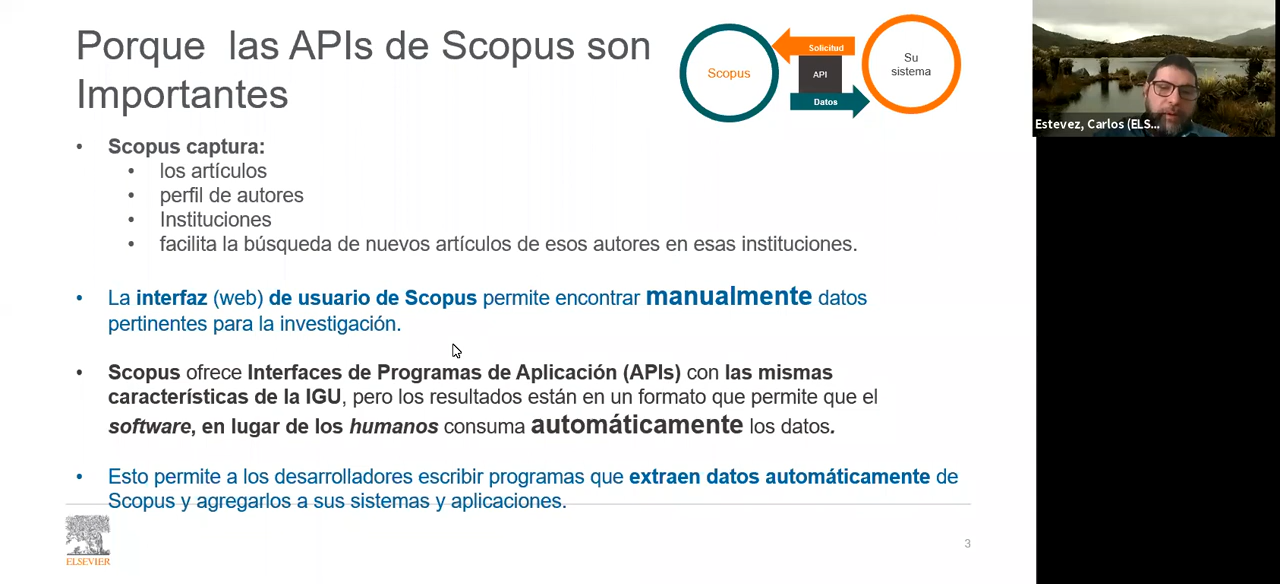 Porque  las APIs de Scopus son
Importantes
Scopus
Solicitud
API
Datos
Su
sistema
Estevez, Carlos (ELS...
• Scopus captura:
• los artículos
• perfil de autores
• Instituciones
• facilita la búsqueda de nuevos artículos de esos autores en esas instituciones.
• La interfaz (web) de usuario de Scopus permite encontrar manualmente datos
pertinentes para la investigación.
• Scopus ofrece Interfaces de Programas de Aplicación (APIs) con las mismas
características de la IGU, pero los resultados están en un formato que permite que el
software, en lugar de los humanos consuma automáticamente los datos.
• Esto permite a los desarrolladores escribir programas que extraen datos automáticamente de
Scopus y agregarlos a sus sistemas y aplicaciones.
ELSEVIER
3